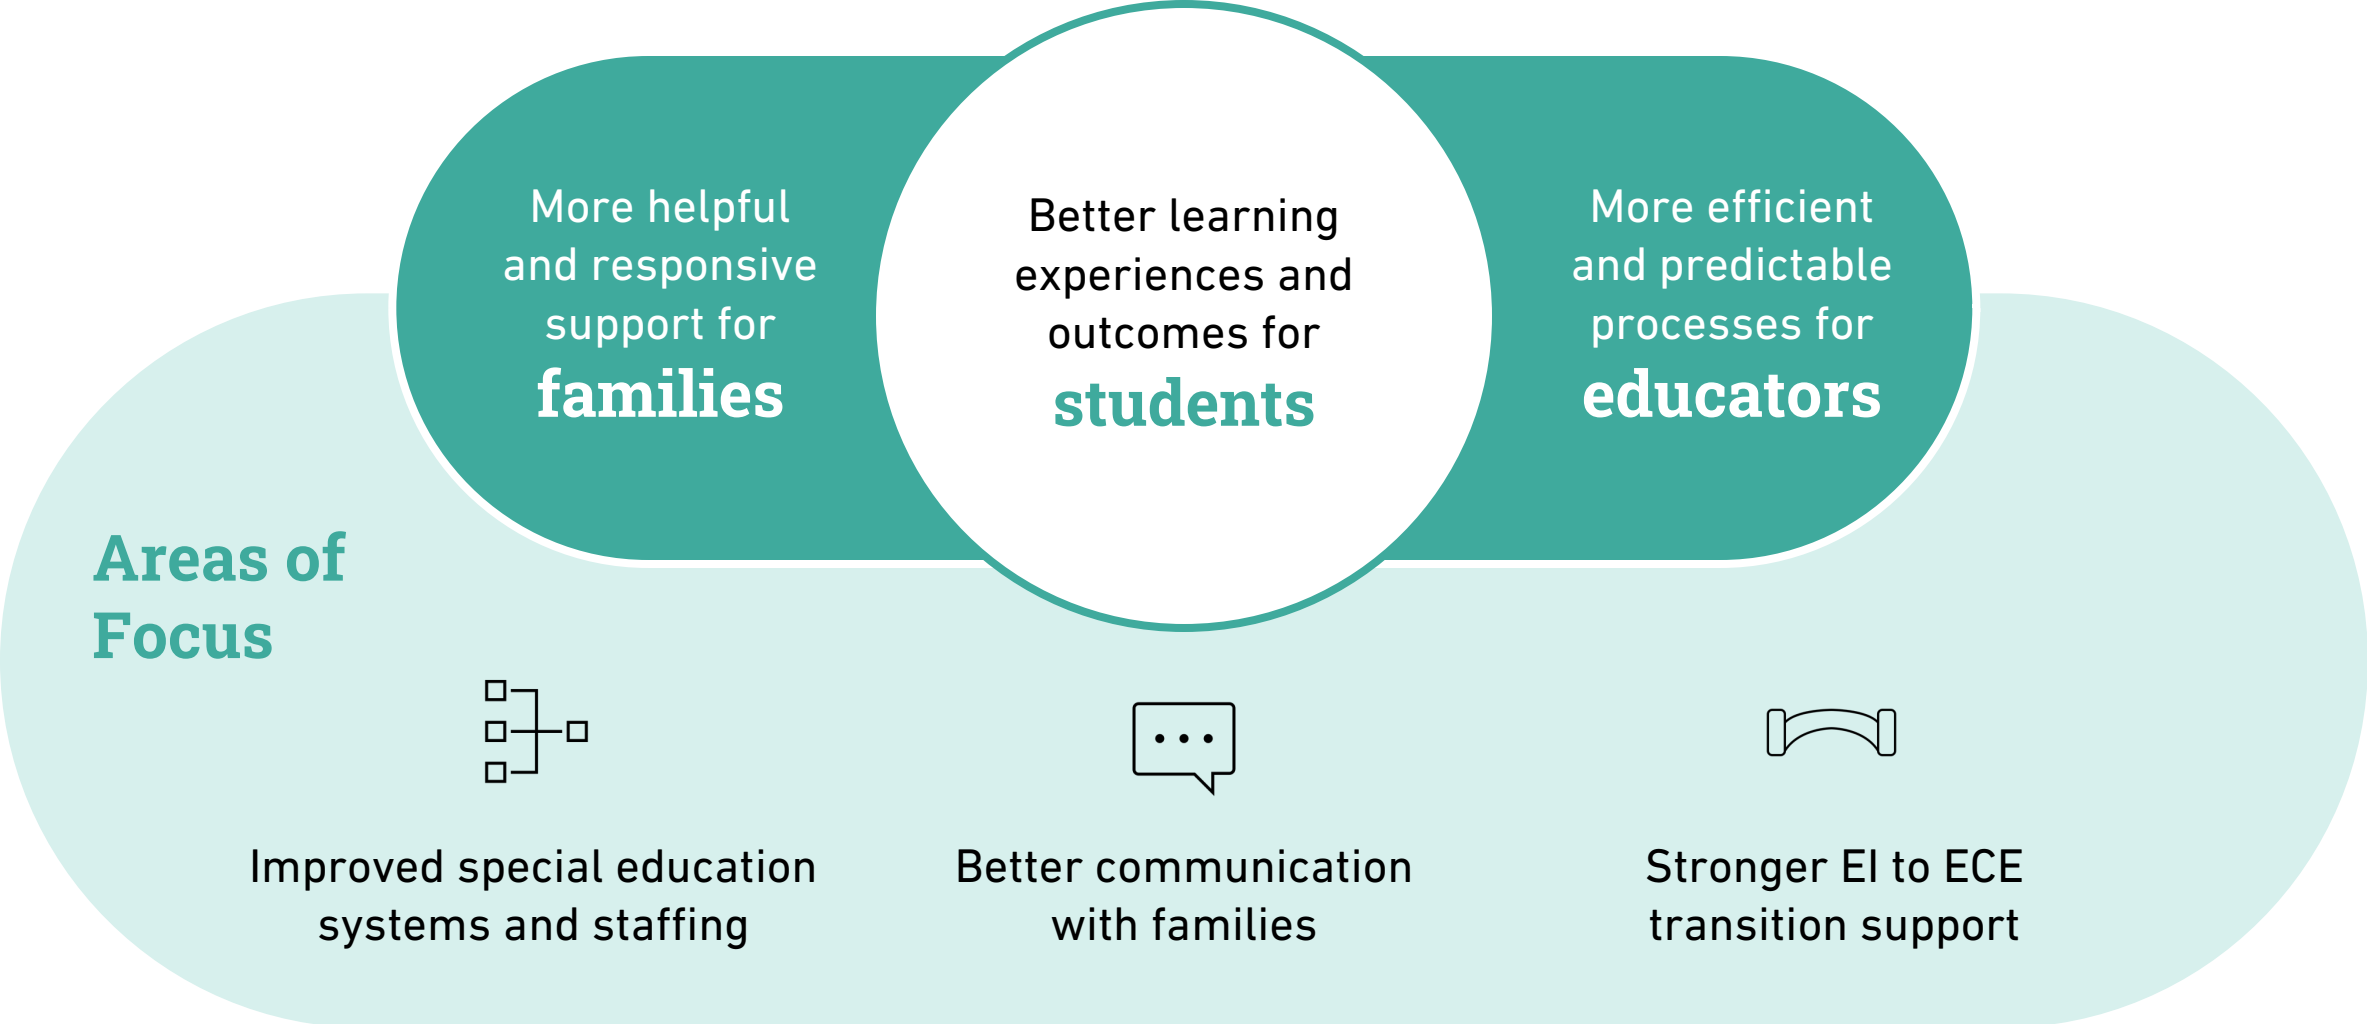 More helpful
and responsive
support for
families
Better learning
experiences and
outcomes for
students
More efficient
and predictable
processes for
educators
Areas of
Focus
Improved special education
systems and staffing
Better communication
with families
Stronger EI to ECE
transition support